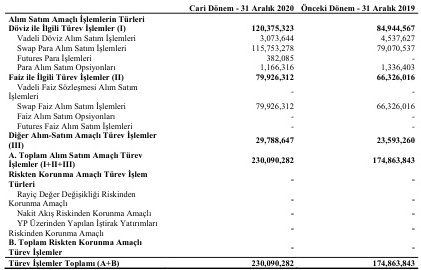 Cari Dönem - 31 Aralık 2020 Önceki Dönem - 31 Aralık 2019
Alım Satım Amaçlı İşlemlerin Türleri
Döviz ile İlgili Türev İşlemler (I) 120,375,323 84,944,567
Vadeli Döviz Alım Satım İşlemleri 3,073,644 4,537,627
Swap Para Alım Satım İşlemleri 115,753,278 79,070,537
Futures Para İşlemleri 382,085 -
Para Alım Satım Opsiyonları 1,166,316 1,336,403
Faiz ile İlgili Türev İşlemler (II) 79,926,312 66,326,016
Vadeli Faiz Sözleşmesi Alım Satım
İşlemleri - -
Swap Faiz Alım Satım İşlemleri 79,926,312 66,326,016
Faiz Alım Satım Opsiyonları - -
Futures Faiz Alım Satım İşlemleri - -
Diğer Alım-Satım Amaçlı Türev İşlemler
(III) 29,788,647 23,593,260
A. Toplam Alım Satım Amaçlı Türev
İşlemler (I+II+III) 230,090,282 174,863,843
Riskten Korunma Amaçlı Türev İşlem
Türleri - -
Rayiç Değer Değişikliği Riskinden
Korunma Amaçlı - -
Nakit Akış Riskinden Korunma Amaçlı - -
YP Üzerinden Yapılan İştirak Yatırımları
Riskinden Korunma Amaçlı - -
B. Toplam Riskten Korunma Amaçlı
Türev İşlemler - -
Türev İşlemler Toplamı (A+B) 230,090,282 174,863,843